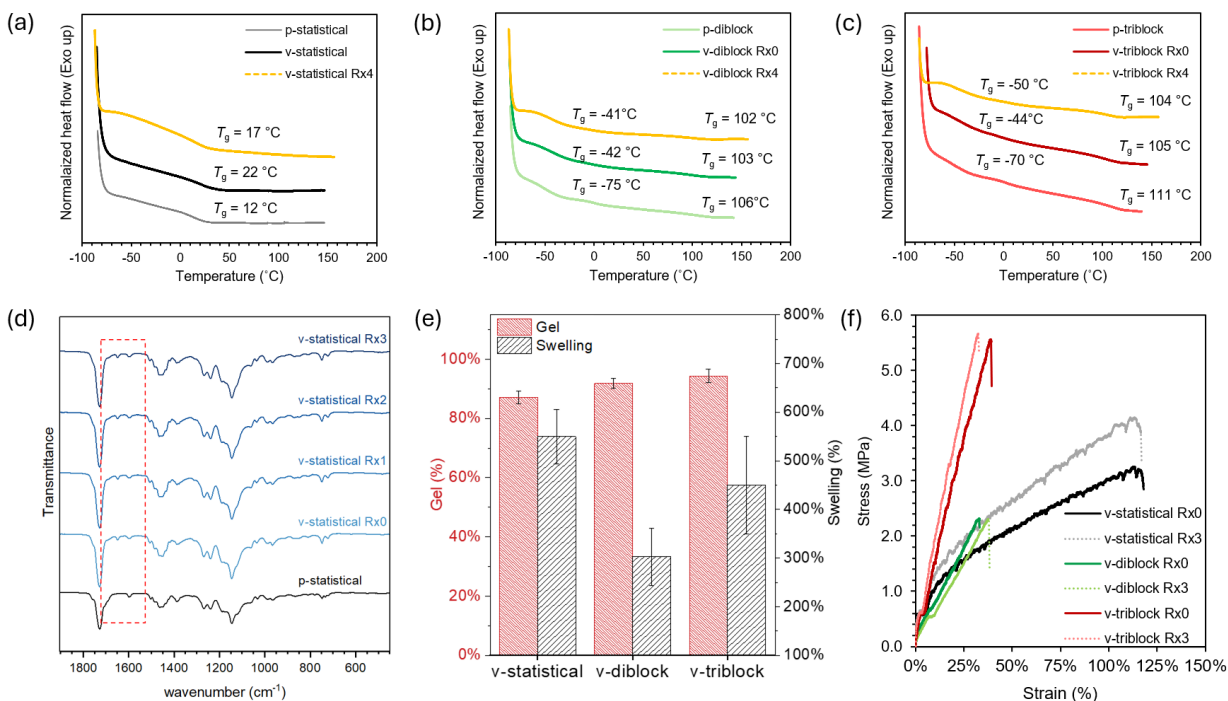 (a)
Normalaized heat flow (Exo up)
p-statistical
v-statistical
v-statistical Rx4
Tg = 17 °C
Tg = 22 °C
Tg = 12 °C
-100 -50 0 50 100 150 200
Temperature (˚C)
(b)
Normalized heat flow (Exo up)
p-diblock
v-diblock Rx0
v-diblock Rx4
Tg = -41°C
102 °C
Tg = -42 °C
Tg = 103 °C
Tg = -75 °C
Tg = 106°C
-100 -50 0 50 100 150 200
Temperature (˚C)
(c)
Normalized heat flow (Exo up)
p-triblock
v-triblock Rx0
v-triblock Rx4
Tg = -50 °C
Tg = 104 °C
Tg = -44°C
Tg = 105 °C
Tg = -70 °C
Tg = 111 °C
-100 -50 0 50 100 150 200
Temperature (˚C)
(d)
Transmittance
v-statistical Rx3
v-statistical Rx2
v-statistical Rx1
v-statistical Rx0
p-statistical
1800 1600 1400 1200 1000 800 600
wavenumber (cm-1)
(e)
Gel
Swelling
Gel (%)
100%
80%
60%
40%
20%
0%
800%
700%
600%
500%
400%
300%
200%
100%
Swelling (%)
v-statistical v-diblock v-triblock
(f)
Stress (MPa)
6.0
5.0
4.0
3.0
2.0
1.0
0.0
v-statistical Rx0
v-statistical Rx3
v-diblock Rx0
v-diblock Rx3
v-triblock Rx0
v-triblock Rx3
0% 25% 50% 75% 100% 125% 150%
Strain (%)